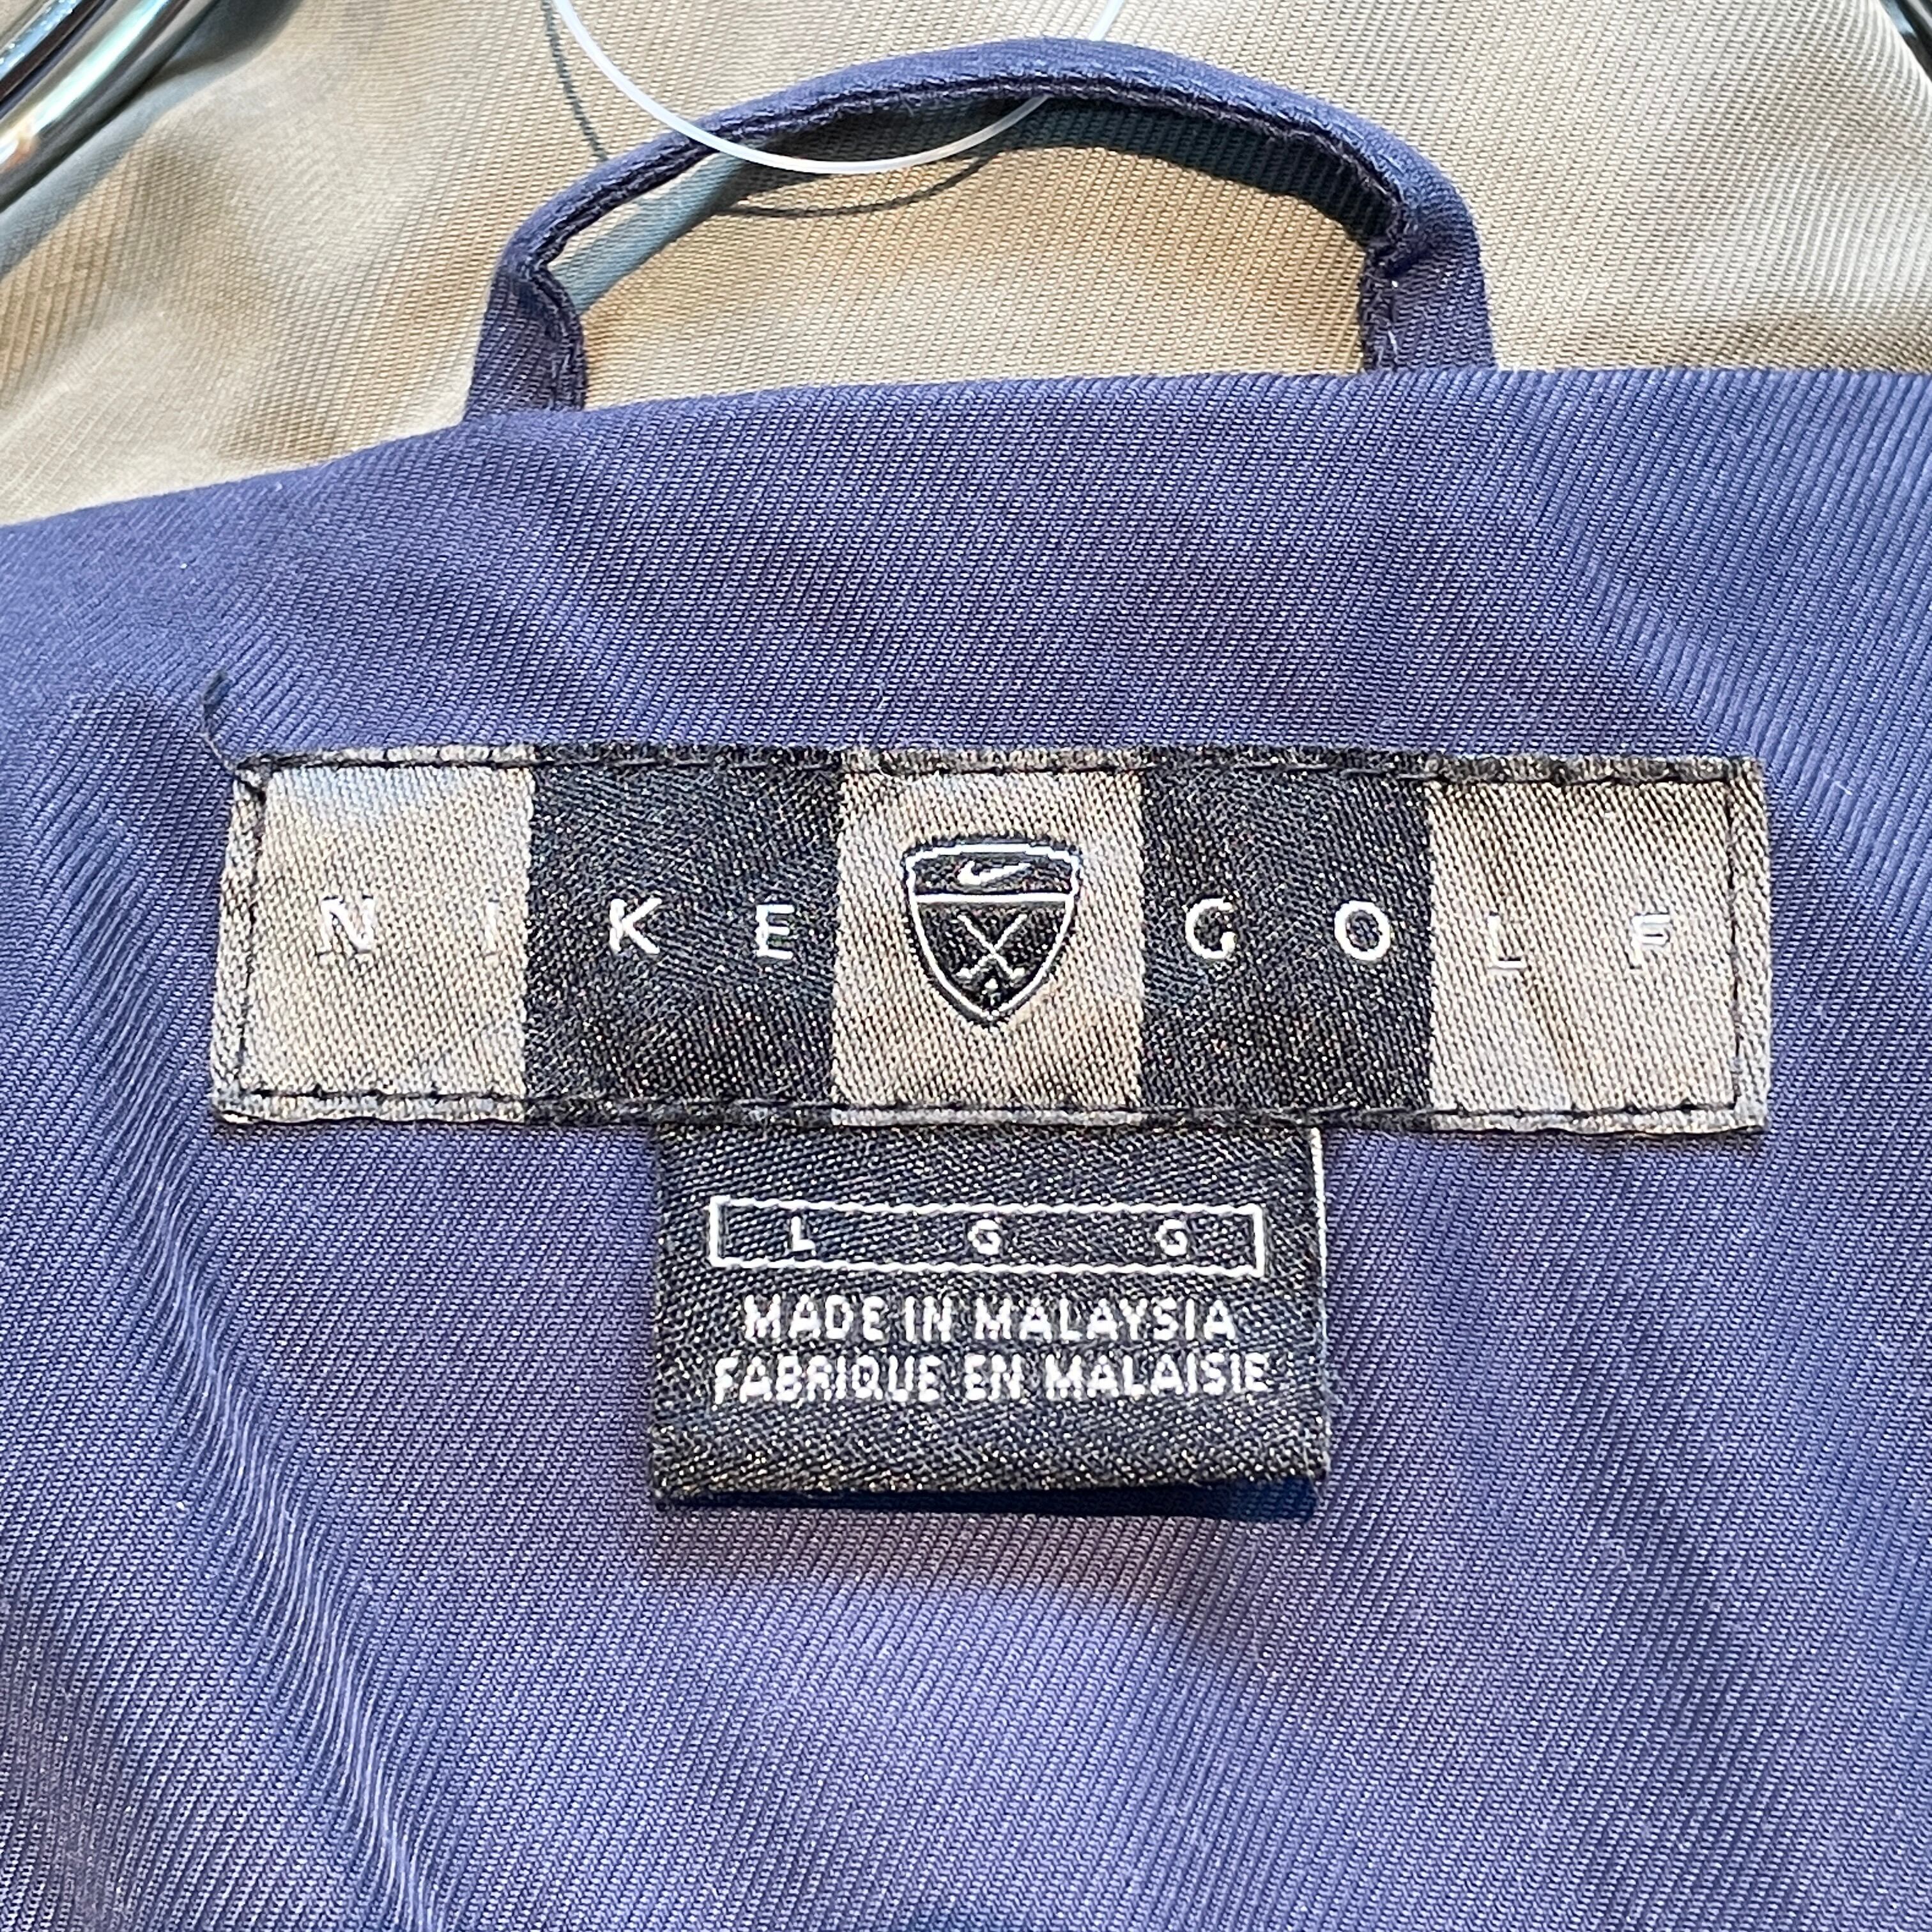 NIKE GOLF
L G G
MADE IN MALAYSIA
FABRIQUE EN MALAISIE